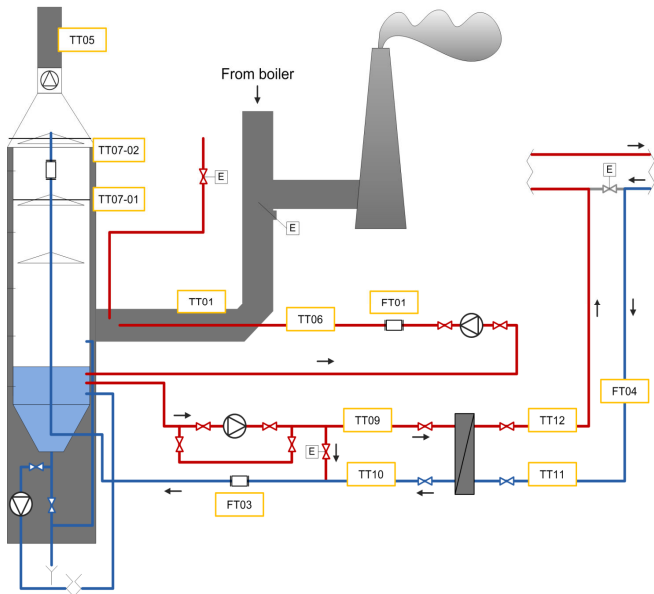 TT05
From boiler
TT07-02
E
E
TT07-01
E
TT01
FT01
TT06
FT04
TT09
TT12
E
TT10
TT11
FT03